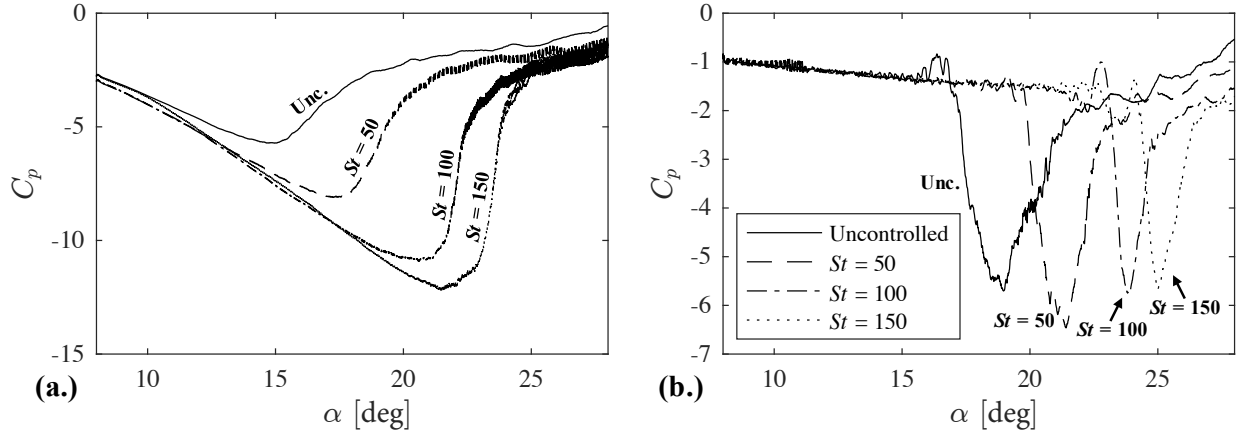 0
-5
-10
-15
C_p
10
15
20
25
α [deg]
(a.)
Unc.
St = 50
St = 100
St = 150
0
-1
-2
-3
-4
-5
-6
-7
C_p
10
15
20
25
α [deg]
(b.)
Unc.
St = 50
St = 100
St = 150
Uncontrolled
St = 50
St = 100
St = 150